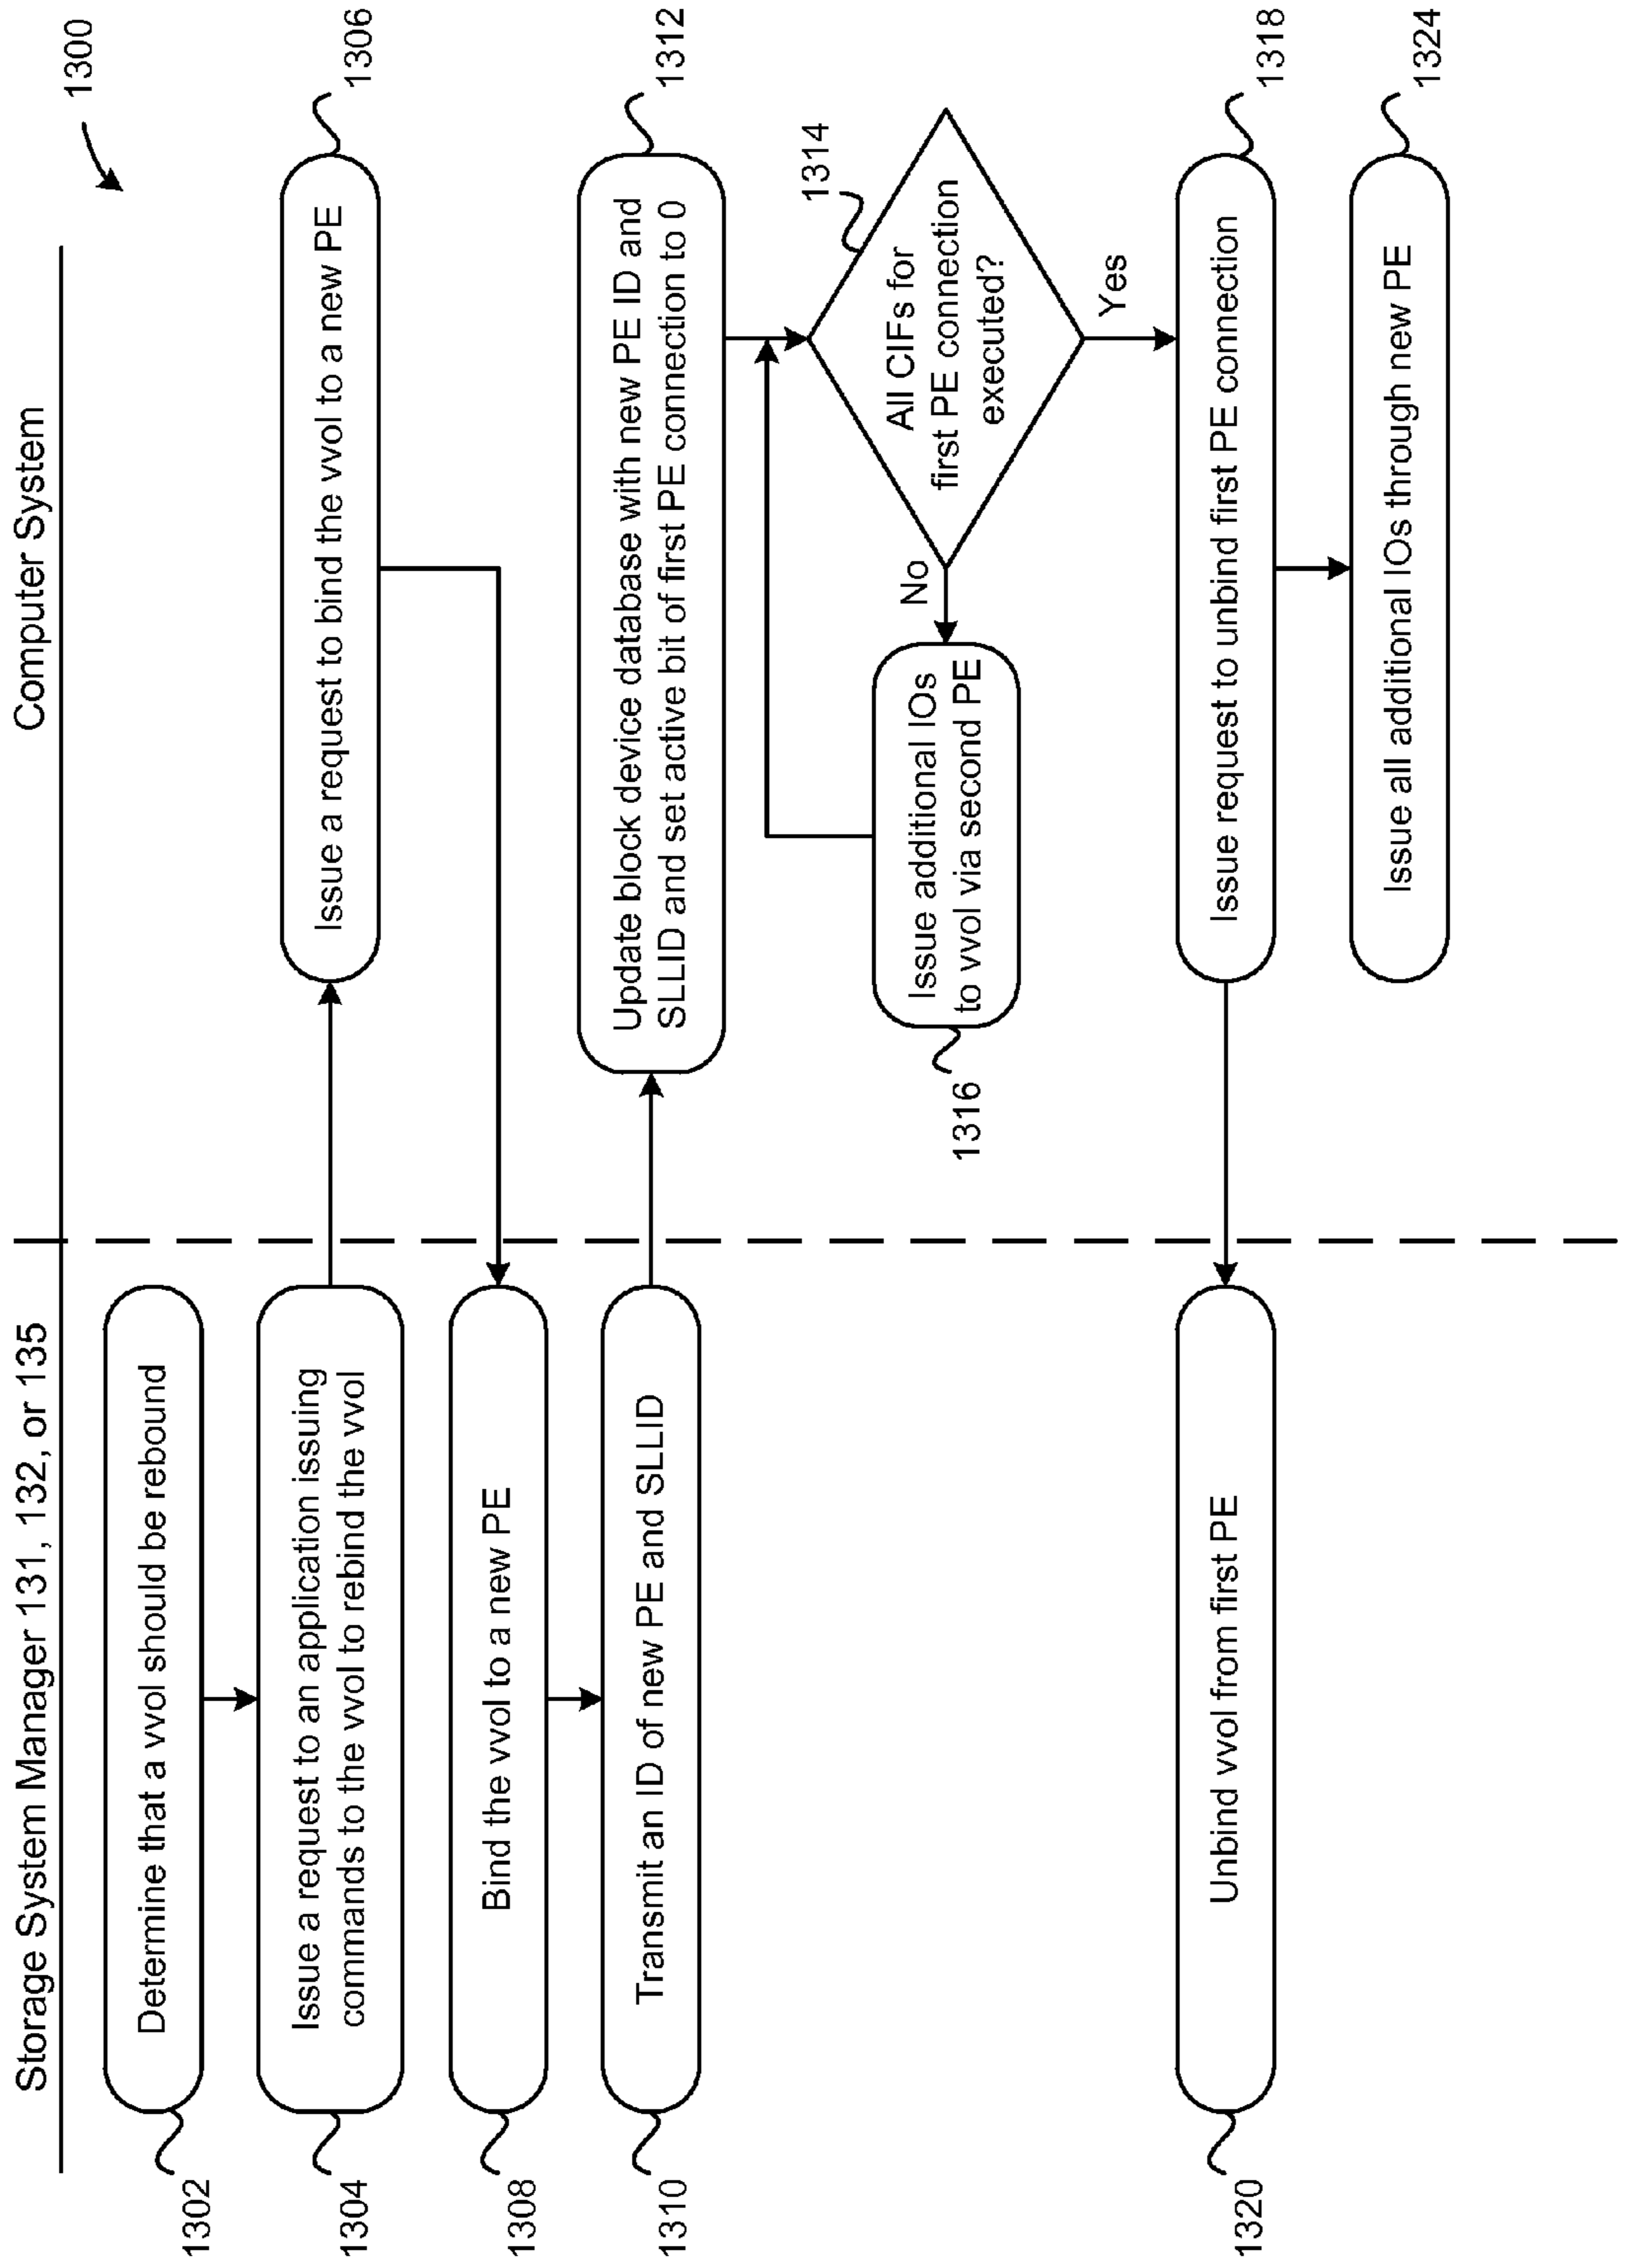 1300
Storage System Manager 131, 132, or 135
Computer System
1302
Determine that a vvol should be rebound
1304
Issue a request to an application issuing
commands to the vvol to rebind the vvol
1306
Issue a request to bind the vvol to a new PE
1308
Bind the vvol to a new PE
1310
Transmit an ID of new PE and SLLID
1312
Update block device database with new PE ID and
SLLID and set active bit of first PE connection to 0
1314
All CIFs for
first PE connection
executed?
No
Yes
1316
Issue additional IOs
to vvol via second PE
1318
Issue request to unbind first PE connection
1320
Unbind vvol from first PE
1324
Issue all additional IOs through new PE